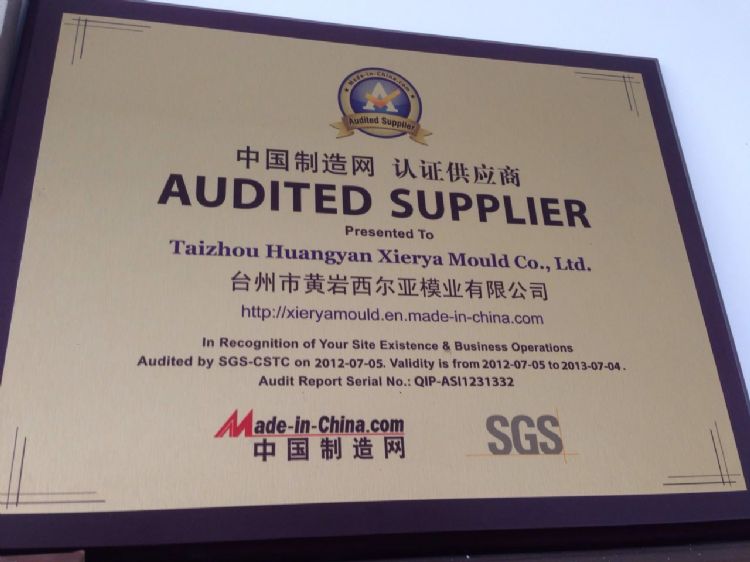 Made-in-China.com
Audited Supplier
中国制造网 认证供应商
AUDITED SUPPLIER
Presented To
Taizhou Huangyan Xierya Mould Co., Ltd.
台州市黄岩西尔亚模业有限公司
http://xieryamould.en.made-in-china.com
In Recognition of Your Site Existence & Business Operations
Audited by SGS-CSTC on 2012-07-05. Validity is from 2012-07-05 to 2013-07-04.
Audit Report Serial No.: QIP-ASI1231332
Made-in-China.com
中国制造网
SGS